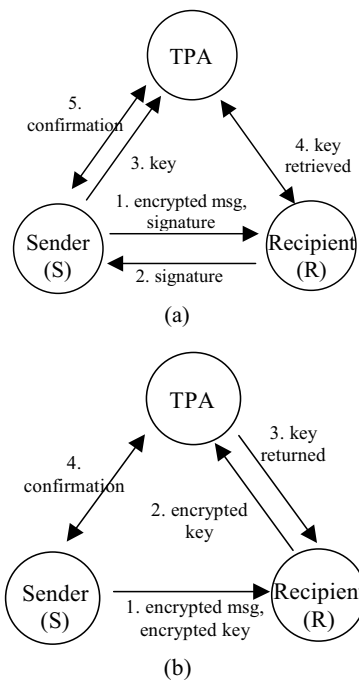 TPA
5.
confirmation
3. key
4. key
retrieved
1. encrypted msg,
signature
Sender
(S)
Recipient
(R)
2. signature
(a)
TPA
3. key
returned
4.
confirmation
2. encrypted
key
Sender
(S)
Recipient
(R)
1. encrypted msg,
encrypted key
(b)